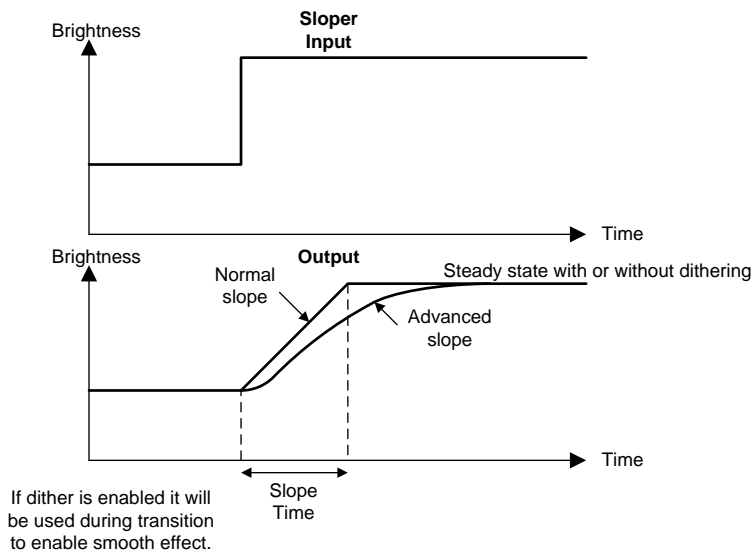 Brightness
Sloper
Input
Time
Brightness
Output
Normal
slope
Steady state with or without dithering
Advanced
slope
Time
Slope
Time
If dither is enabled it will
be used during transition
to enable smooth effect.